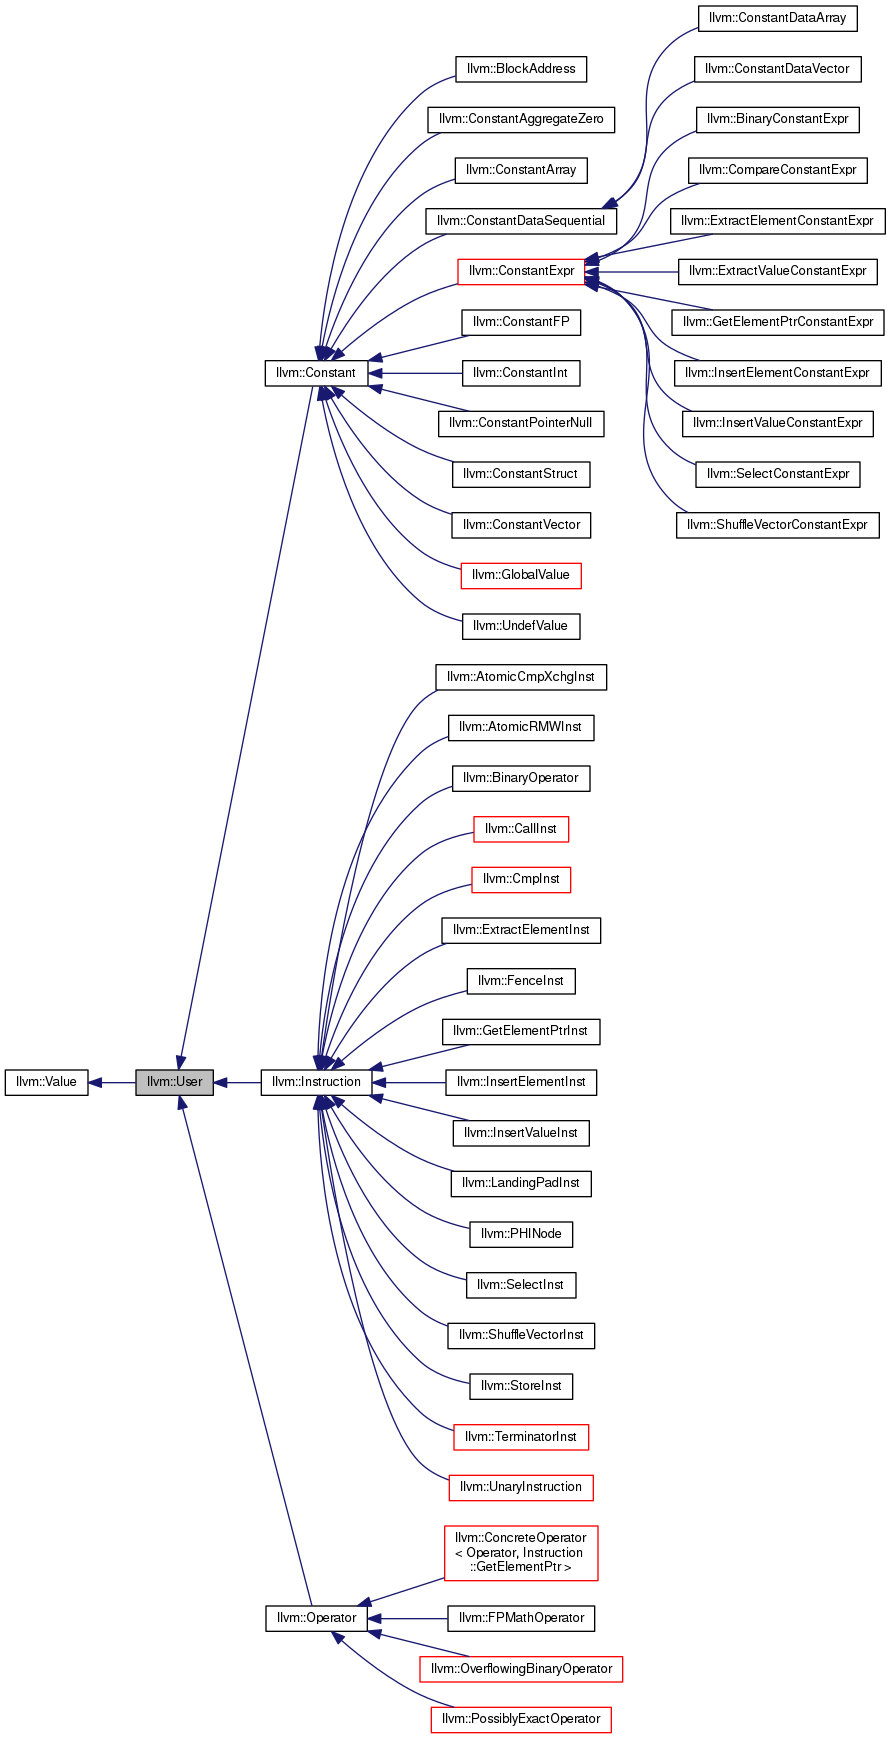 llvm::ConstantDataArray
llvm::BlockAddress
llvm::ConstantDataVector
llvm::ConstantAggregateZero
llvm::BinaryConstantExpr
llvm::ConstantArray
llvm::CompareConstantExpr
llvm::ConstantDataSequential
llvm::ExtractElementConstantExpr
llvm::ConstantExpr
llvm::ExtractValueConstantExpr
llvm::ConstantFP
llvm::GetElementPtrConstantExpr
llvm::Constant
llvm::ConstantInt
llvm::InsertElementConstantExpr
llvm::ConstantPointerNull
llvm::InsertValueConstantExpr
llvm::ConstantStruct
llvm::SelectConstantExpr
llvm::ConstantVector
llvm::ShuffleVectorConstantExpr
llvm::GlobalValue
llvm::UndefValue
llvm::AtomicCmpXchgInst
llvm::AtomicRMWInst
llvm::BinaryOperator
llvm::CallInst
llvm::CmpInst
llvm::ExtractElementInst
llvm::FenceInst
llvm::GetElementPtrInst
llvm::Value
llvm::User
llvm::Instruction
llvm::InsertElementInst
llvm::InsertValueInst
llvm::LandingPadInst
llvm::PHINode
llvm::SelectInst
llvm::ShuffleVectorInst
llvm::StoreInst
llvm::TerminatorInst
llvm::UnaryInstruction
llvm::ConcreteOperator
< Operator, Instruction
::GetElementPtr >
llvm::Operator
llvm::FPMathOperator
llvm::OverflowingBinaryOperator
llvm::PossiblyExactOperator